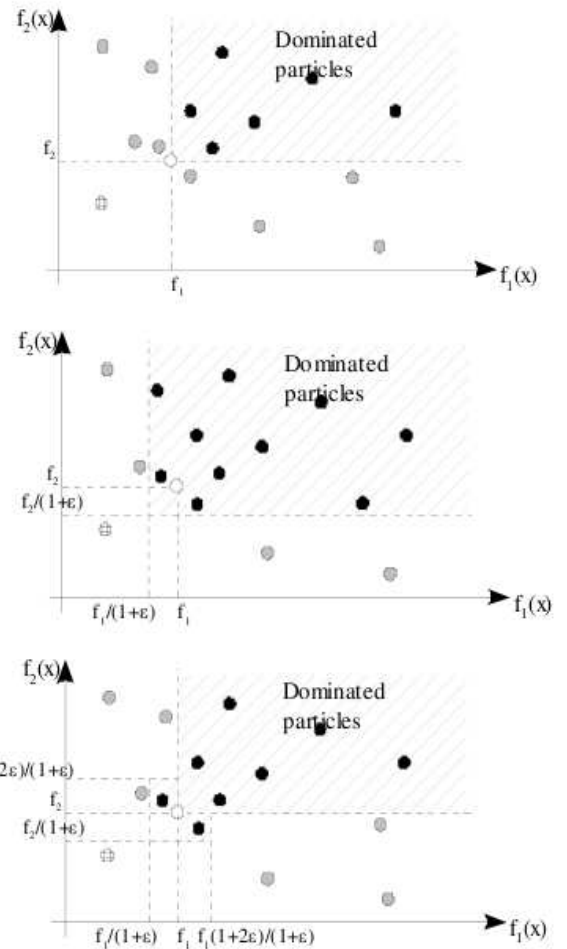 f₂(x)
Dominated
particles
f₂
f₁
f₁(x)
f₂(x)
Dominated
particles
f₂
f₂/(1+ε)
f₁/(1+ε) f₁
f₁(x)
f₂(x)
Dominated
particles
2ε)/(1+ε)
f₂
f₂/(1+ε)
f₁/(1+ε) f₁ f₁(1+2ε)/(1+ε)
f₁(x)